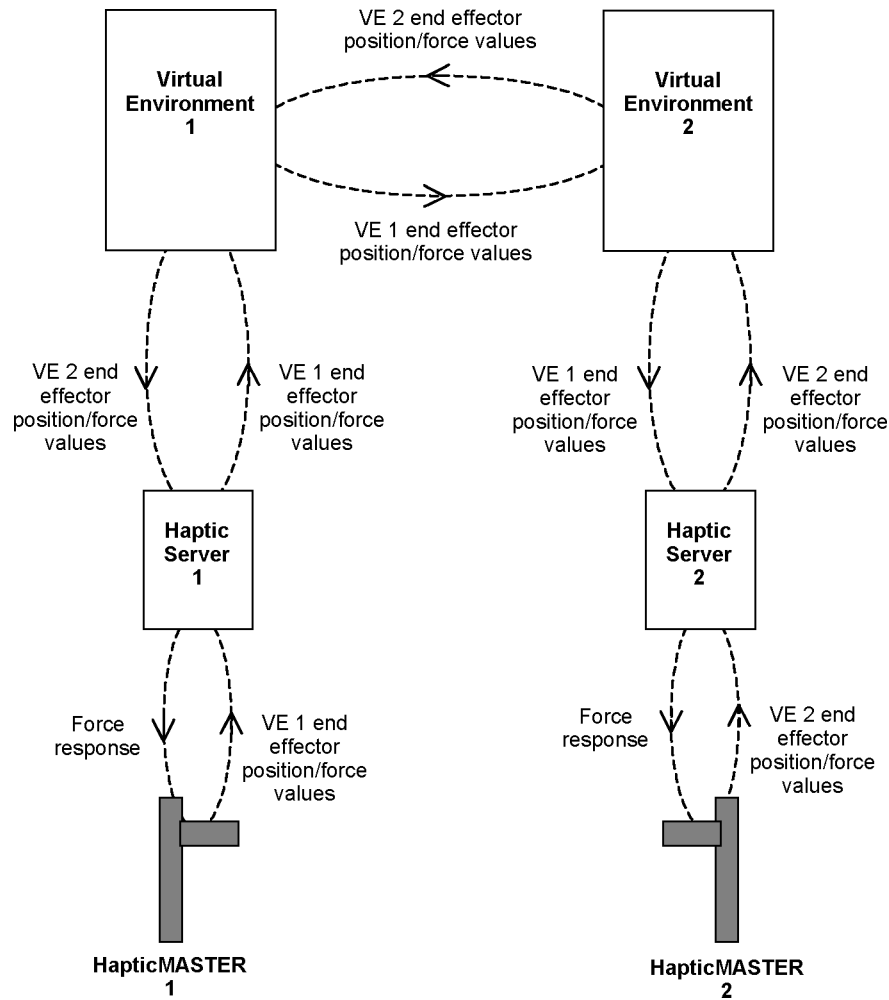 VE 2 end effector
position/force values
Virtual
Environment
1
Virtual
Environment
2
VE 1 end effector
position/force values
VE 2 end
effector
position/force
values
VE 1 end
effector
position/force
values
VE 1 end
effector
position/force
values
VE 2 end
effector
position/force
values
Haptic
Server
1
Haptic
Server
2
Force
response
VE 1 end
effector
position/force
values
Force
response
VE 2 end
effector
position/force
values
HapticMASTER
1
HapticMASTER
2